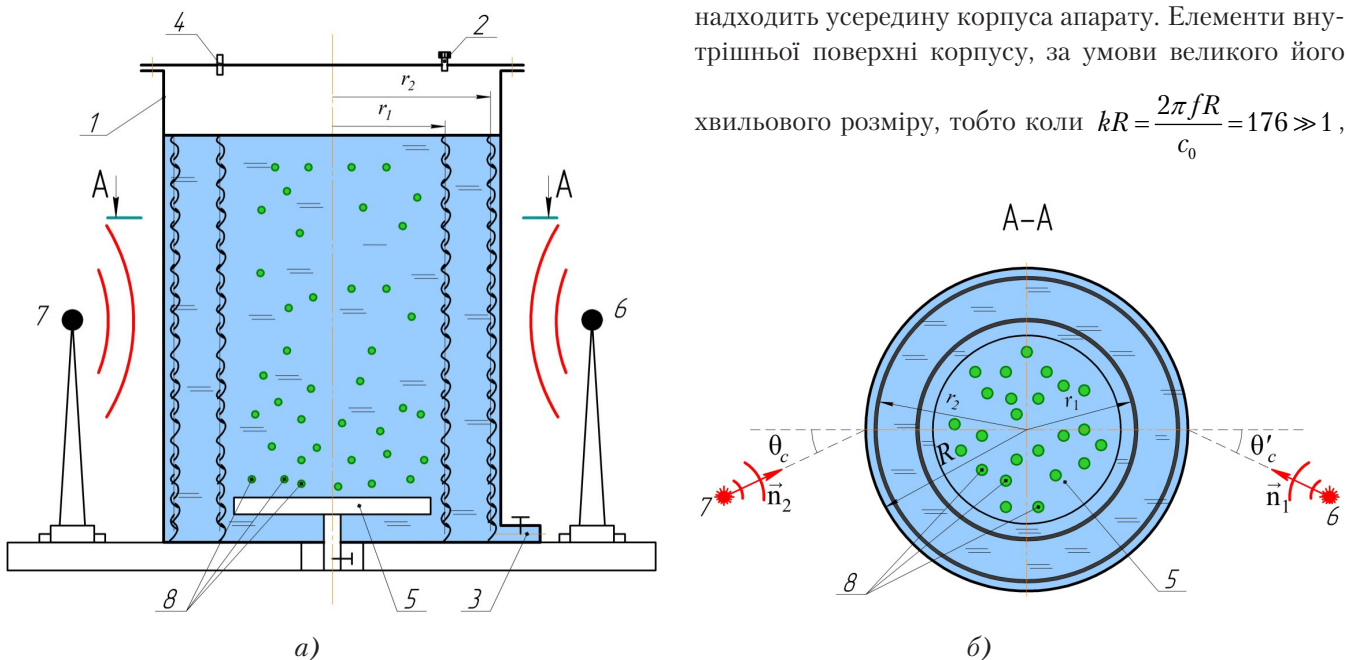 надходить усередину корпуса апарату. Елементи вну-
трішньої поверхні корпусу, за умови великого його
хвильового розміру, тобто коли kR = 2πfR/c₀ = 176 ≫ 1 ,
4
2
r₂
r₁
1
А
А
7
6
8
5
3
а)
А–А
θc
θ′c
r₂
r₁
R
7
n⃗₂
n⃗₁
6
8
5
б)